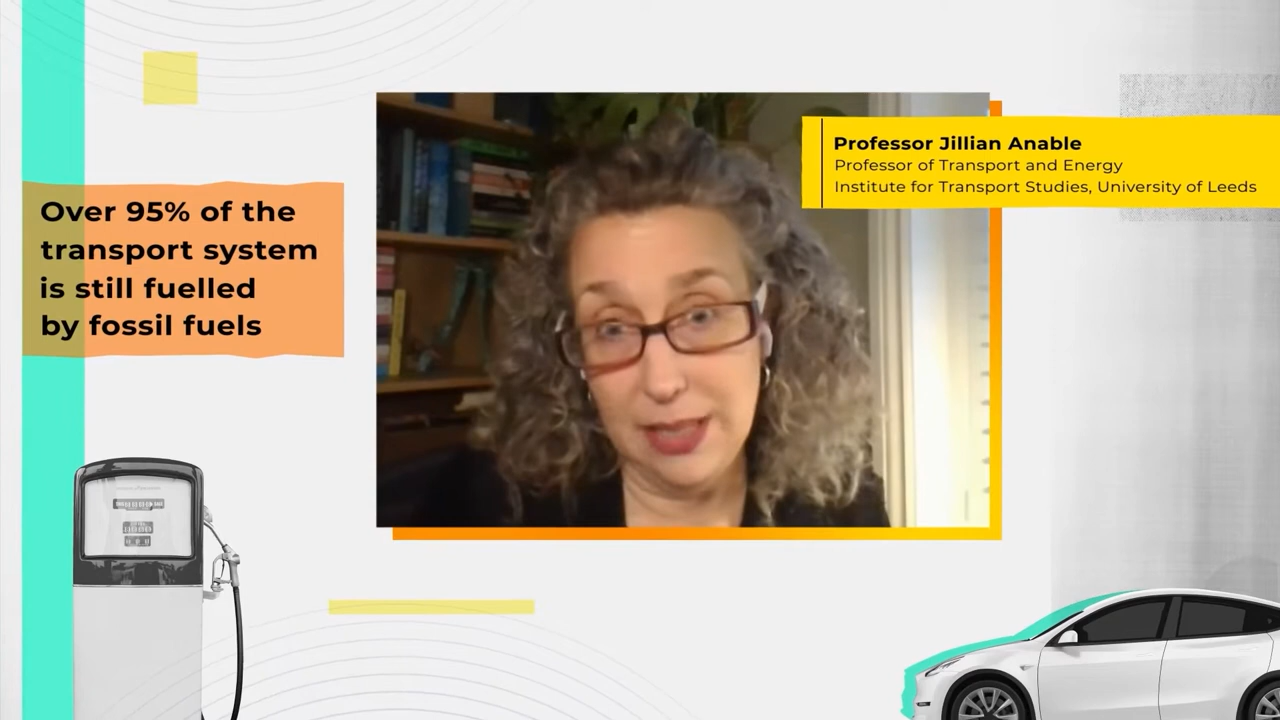 Professor Jillian Anable
Professor of Transport and Energy
Institute for Transport Studies, University of Leeds
Over 95% of the
transport system
is still fuelled
by fossil fuels